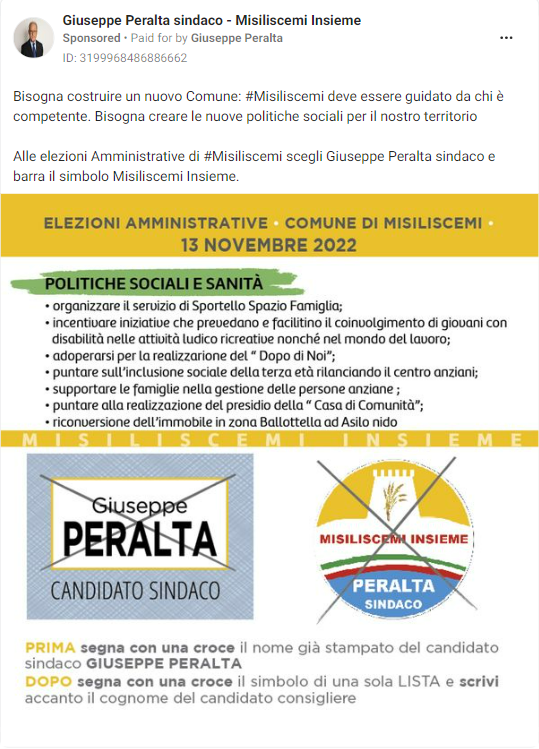 Giuseppe Peralta sindaco - Misiliscemi Insieme
Sponsored • Paid for by Giuseppe Peralta
ID: 3199968486886662
Bisogna costruire un nuovo Comune: #Misiliscemi deve essere guidato da chi è
competente. Bisogna creare le nuove politiche sociali per il nostro territorio
Alle elezioni Amministrative di #Misiliscemi scegli Giuseppe Peralta sindaco e
barra il simbolo Misiliscemi Insieme.
ELEZIONI AMMINISTRATIVE • COMUNE DI MISILISCEMI •
13 NOVEMBRE 2022
POLITICHE SOCIALI E SANITÀ
• organizzare il servizio di Sportello Spazio Famiglia;
• incentivare iniziative che prevedano e facilitino il coinvolgimento di giovani con
disabilità nelle attività ludico ricreative nonché nel mondo del lavoro;
• adoperarsi per la realizzarione del “ Dopo di Noi”;
• puntare sull’inclusione sociale della terza età rilanciando il centro anziani;
• supportare le famiglie nella gestione delle persone anziane ;
• puntare alla realizzazione del presidio della “ Casa di Comunità”;
• riconversione dell’immobile in zona Ballottella ad Asilo nido
MISILISCEMI INSIEME
Giuseppe
PERALTA
CANDIDATO SINDACO
MISILISCEMI INSIEME
PERALTA
SINDACO
PRIMA segna con una croce il nome già stampato del candidato
sindaco GIUSEPPE PERALTA
DOPO segna con una croce il simbolo di una sola LISTA e scrivi
accanto il cognome del candidato consigliere